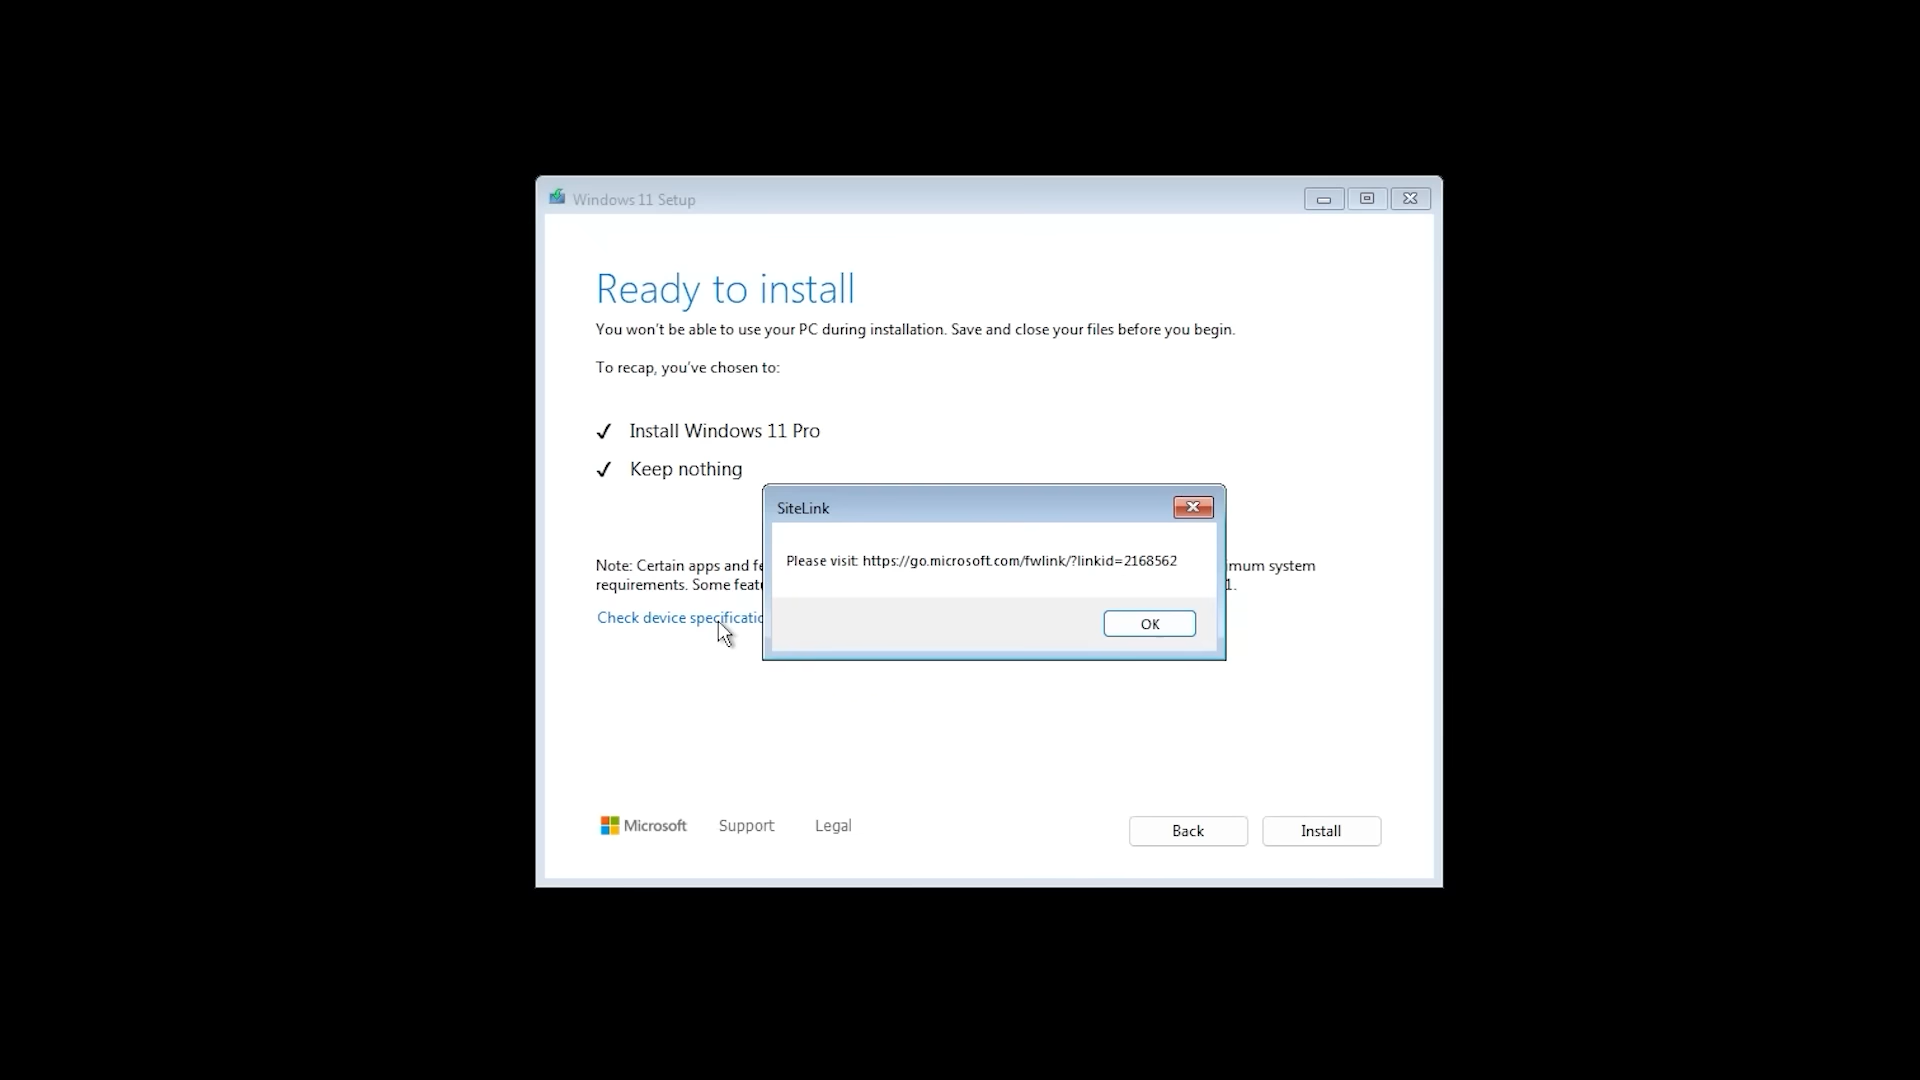 Windows 11 Setup
Ready to install
You won't be able to use your PC during installation. Save and close your files before you begin.
To recap, you've chosen to:
✓ Install Windows 11 Pro
✓ Keep nothing
SiteLink
Please visit: https://go.microsoft.com/fwlink/?linkid=2168562
OK
Note: Certain apps and mum system
requirements. Some 1.
Check device
Microsoft Support Legal
Back Install